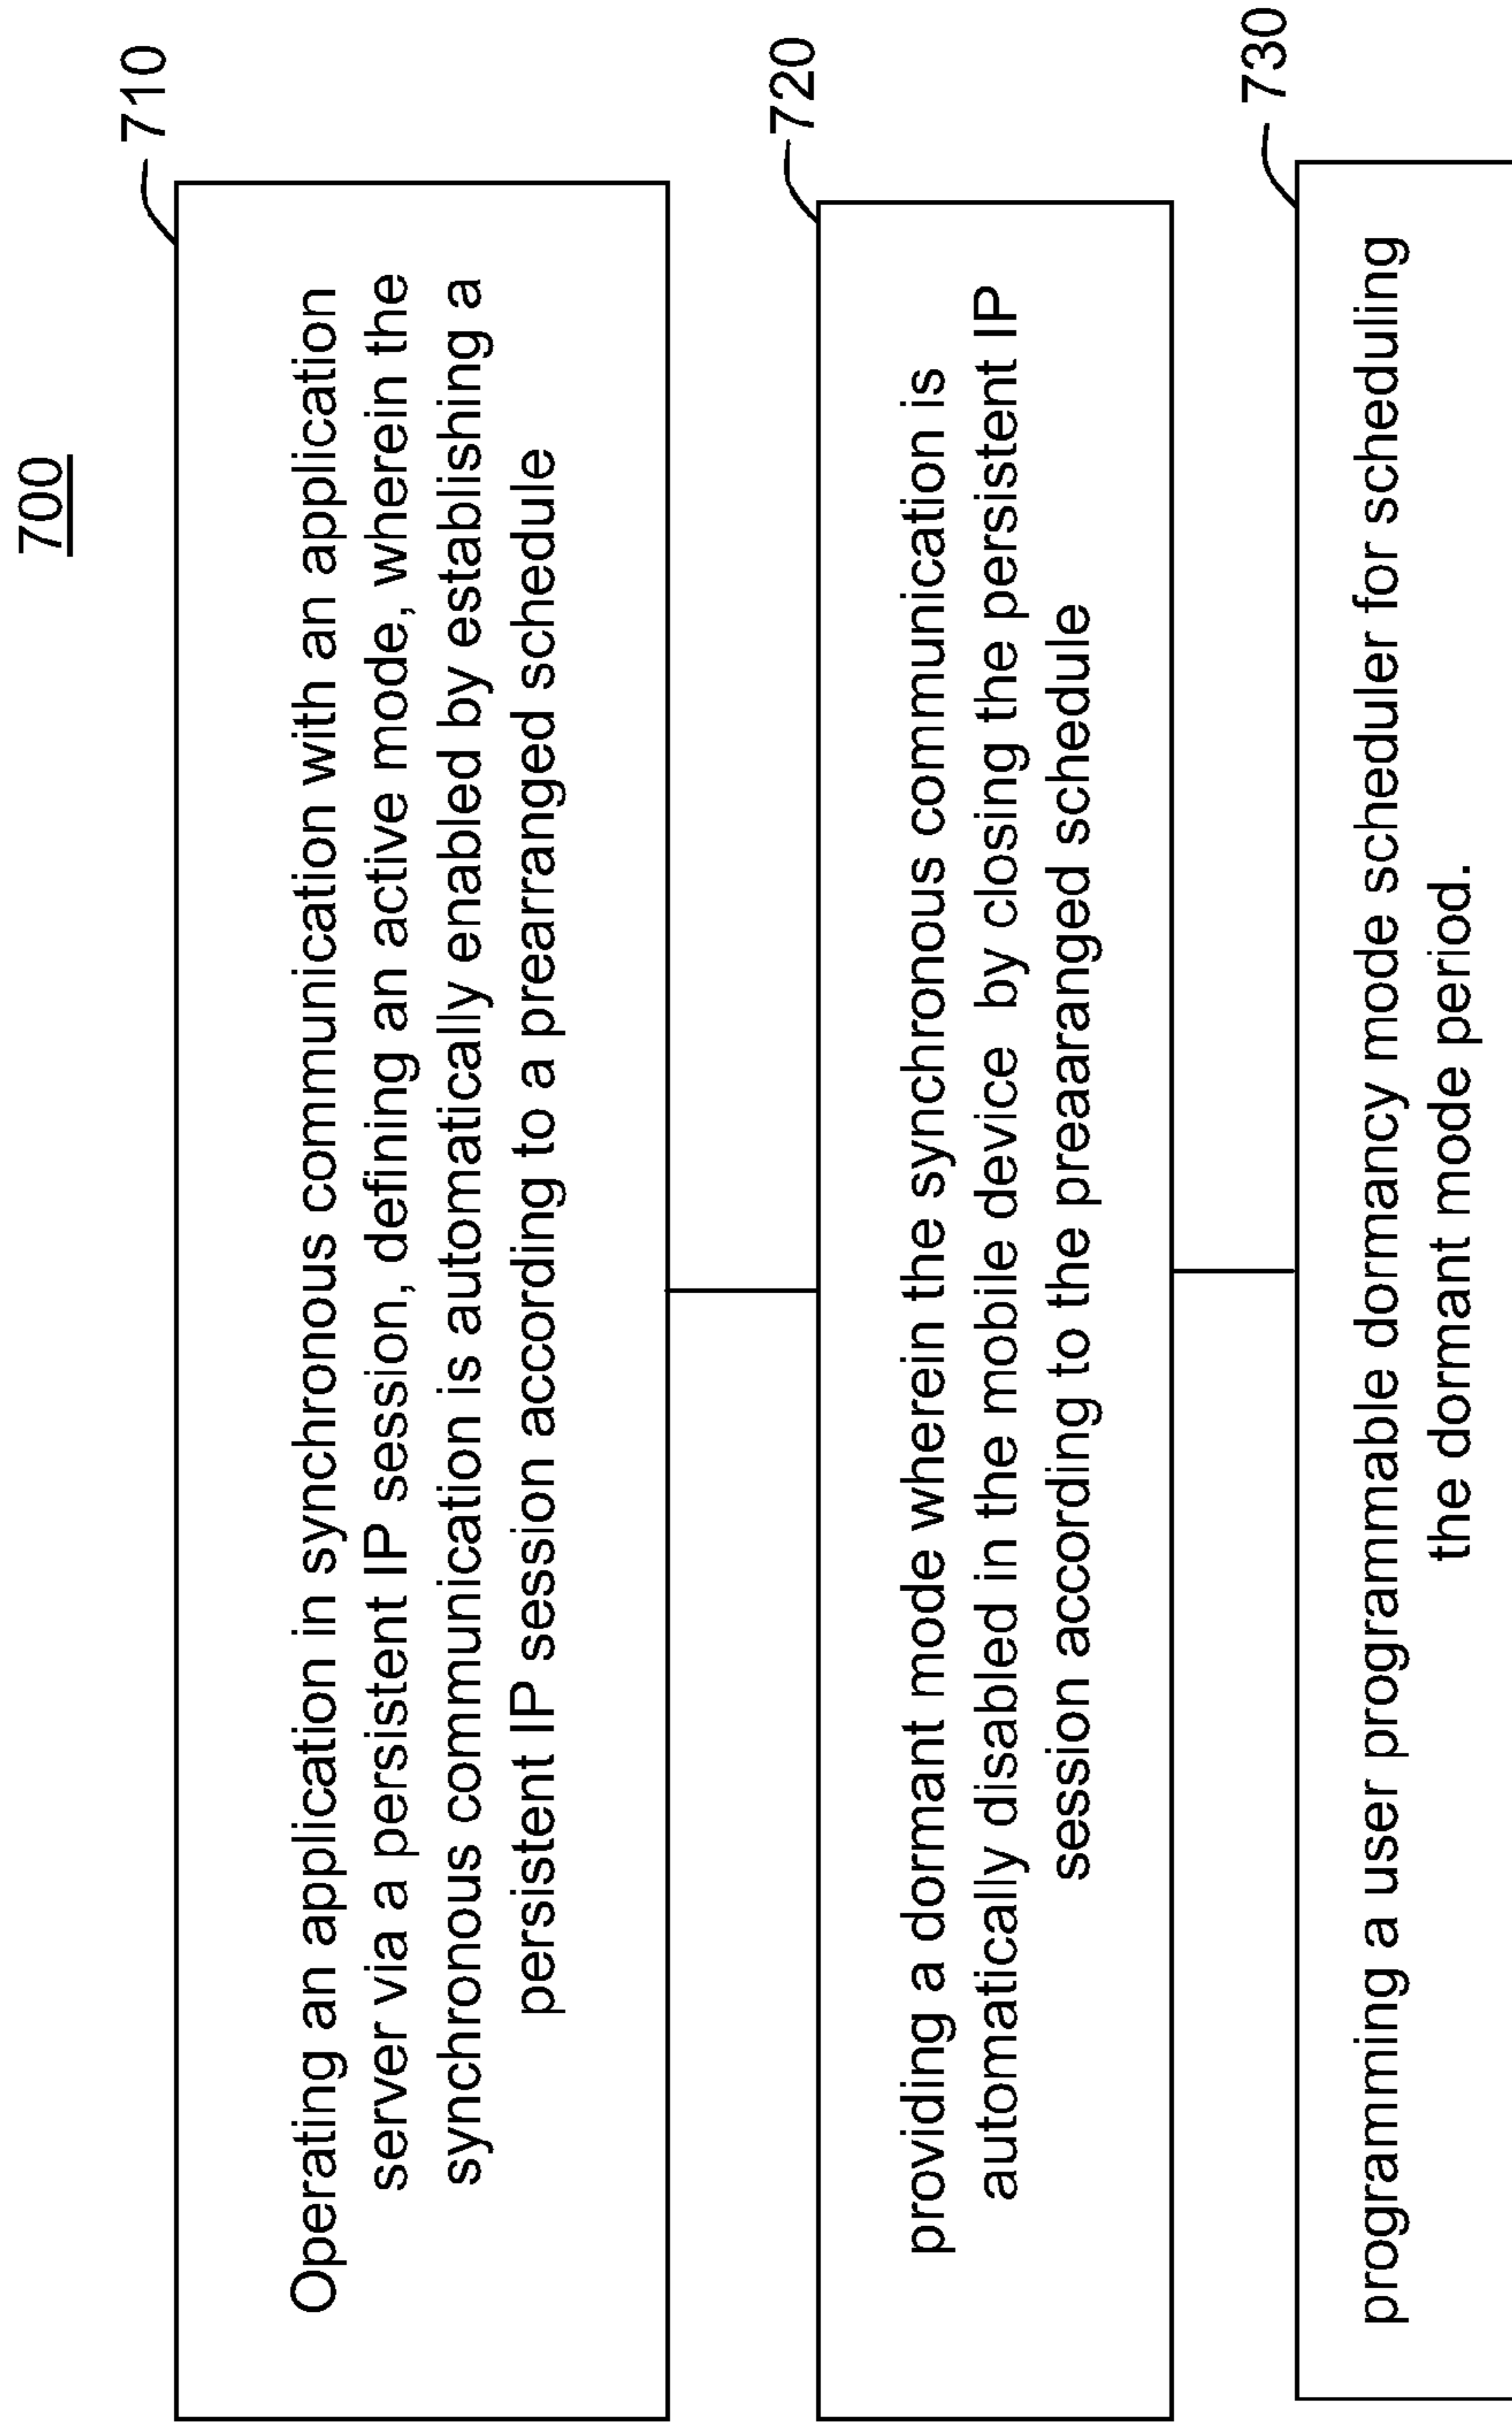 700
710
Operating an application in synchronous communication with an application
server via a persistent IP session, defining an active mode, wherein the
synchronous communication is automatically enabled by establishing a
persistent IP session according to a prearranged schedule
720
providing a dormant mode wherein the synchronous communication is
automatically disabled in the mobile device by closing the persistent IP
session according to the preaaranged schedule
730
programming a user programmable dormancy mode scheduler for scheduling
the dormant mode period.